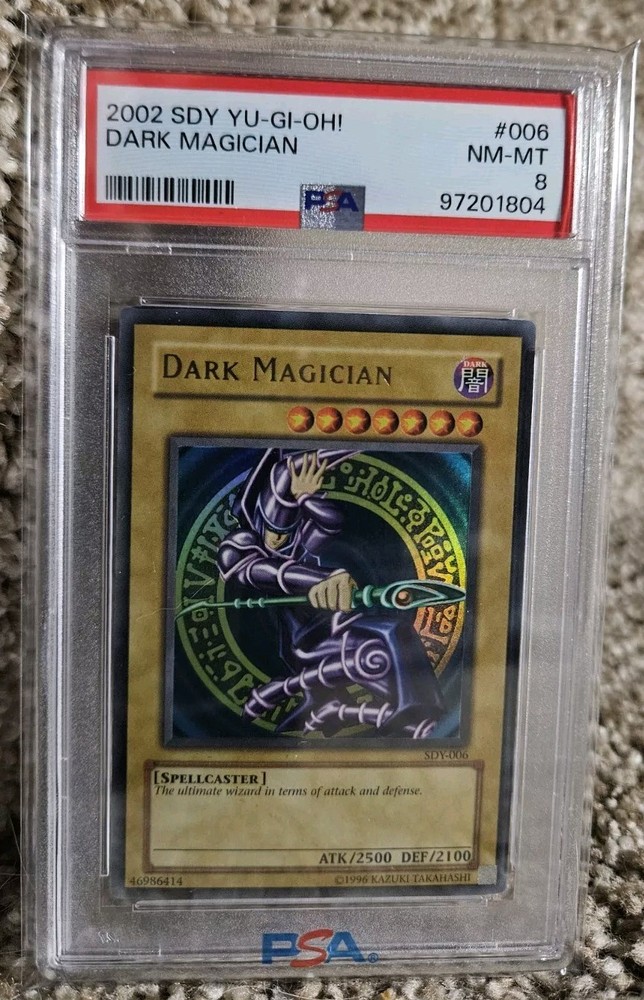 2002 SDY YU-GI-OH!
#006
DARK MAGICIAN
NM-MT
8
PSA
97201804
DARK MAGICIAN
DARK
闇
SDY-006
[SPELLCASTER]
The ultimate wizard in terms of attack and defense.
ATK/2500 DEF/2100
46986414
©1996 KAZUKI TAKAHASHI
PSA®